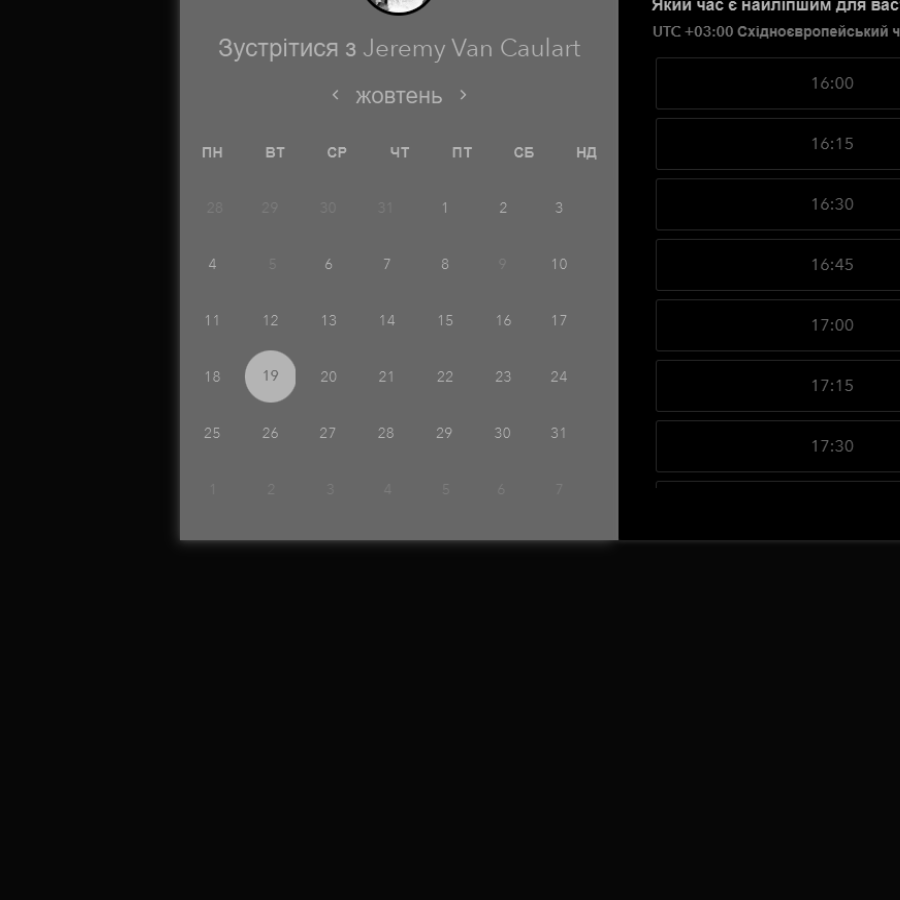 Зустрітися з Jeremy Van Caulart
жовтень
ПН ВТ СР ЧТ ПТ СБ НД
28 29 30 31 1 2 3
4 5 6 7 8 9 10
11 12 13 14 15 16 17
18 19 20 21 22 23 24
25 26 27 28 29 30 31
1 2 3 4 5 6 7
Який час є найліпшим для вас
UTC +03:00 Східноєвропейський ч
16:00
16:15
16:30
16:45
17:00
17:15
17:30